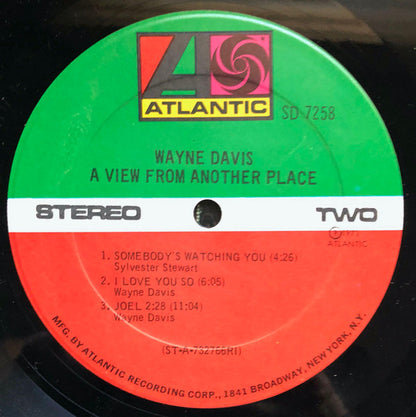 ATLANTIC
SD 7258
WAYNE DAVIS
A VIEW FROM ANOTHER PLACE
STEREO TWO
Ⓟ 1973
ATLANTIC
1. SOMEBODY'S WATCHING YOU (4:26)
Sylvester Stewart
2. I LOVE YOU SO (6:05)
Wayne Davis
3. JOEL 2:28 (11:04)
Wayne Davis
(ST-A-732766RI)
MFG. BY ATLANTIC RECORDING CORP., 1841 BROADWAY, NEW YORK, N.Y.